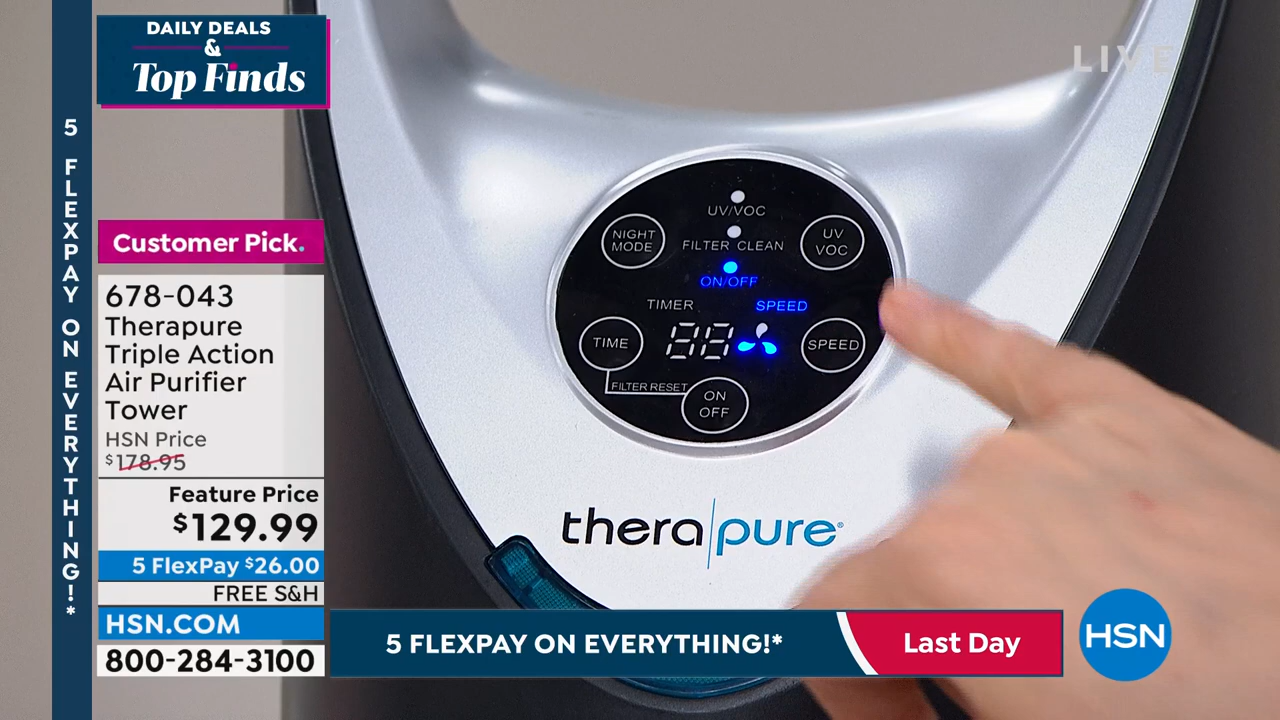 DAILY DEALS
&
Top Finds
LIVE
5 FLEXPAY ON EVERYTHING!*
Customer Pick.
678-043
Therapure
Triple Action
Air Purifier
Tower
HSN Price
$178.95
Feature Price
$129.99
5 FlexPay $26.00
FREE S&H
HSN.COM
800-284-3100
UV/VOC
NIGHT
MODE
FILTER CLEAN
UV
VOC
ON/OFF
TIMER
SPEED
TIME
88
SPEED
FILTER RESET
ON
OFF
thera|pure®
5 FLEXPAY ON EVERYTHING!*
Last Day
HSN